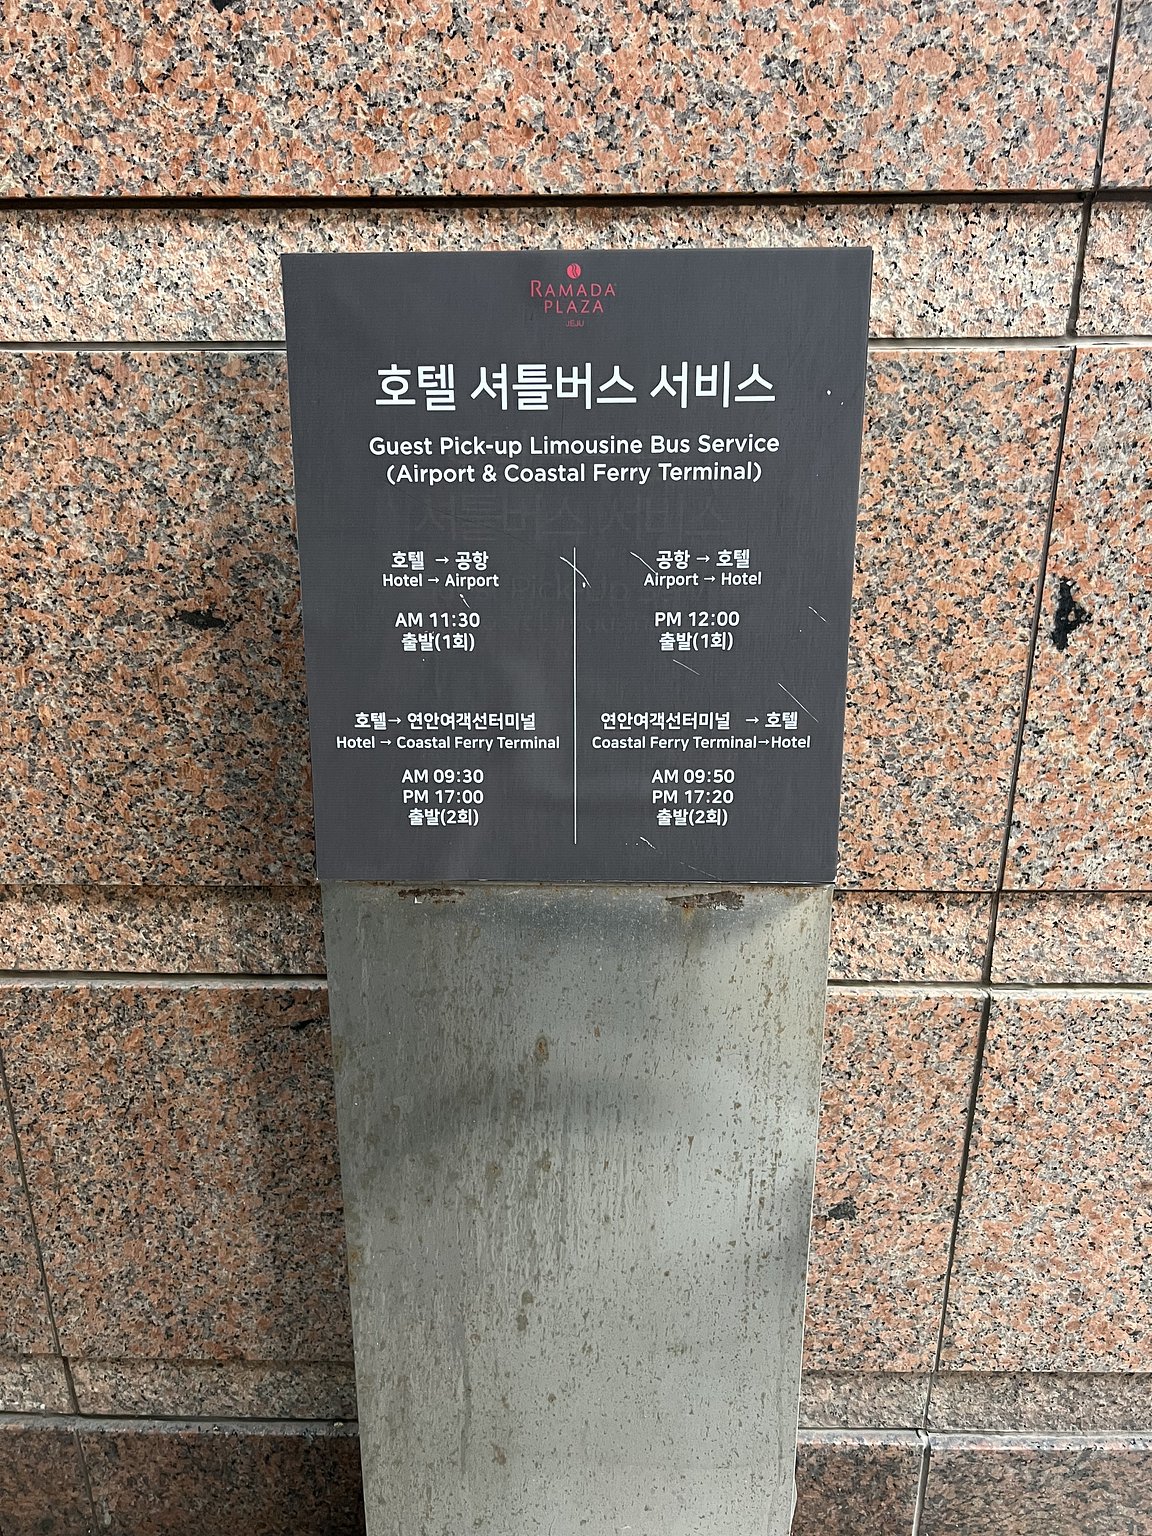 RAMADA
PLAZA
JEJU
호텔 셔틀버스 서비스
Guest Pick-up Limousine Bus Service
(Airport & Coastal Ferry Terminal)
호텔 → 공항
Hotel → Airport
AM 11:30
출발(1회)
공항 → 호텔
Airport → Hotel
PM 12:00
출발(1회)
호텔→ 연안여객선터미널
Hotel → Coastal Ferry Terminal
AM 09:30
PM 17:00
출발(2회)
연안여객선터미널 → 호텔
Coastal Ferry Terminal→Hotel
AM 09:50
PM 17:20
출발(2회)